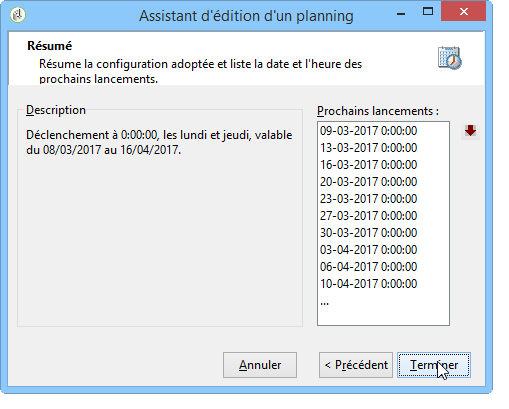 Assistant d'édition d'un planning
Résumé
Résume la configuration adoptée et liste la date et l'heure des
prochains lancements.
Description
Déclenchement à 0:00:00, les lundi et jeudi, valable
du 08/03/2017 au 16/04/2017.
Prochains lancements :
09-03-2017 0:00:00
13-03-2017 0:00:00
16-03-2017 0:00:00
20-03-2017 0:00:00
23-03-2017 0:00:00
27-03-2017 0:00:00
30-03-2017 0:00:00
03-04-2017 0:00:00
06-04-2017 0:00:00
10-04-2017 0:00:00
...
Annuler
< Précédent
Terminer